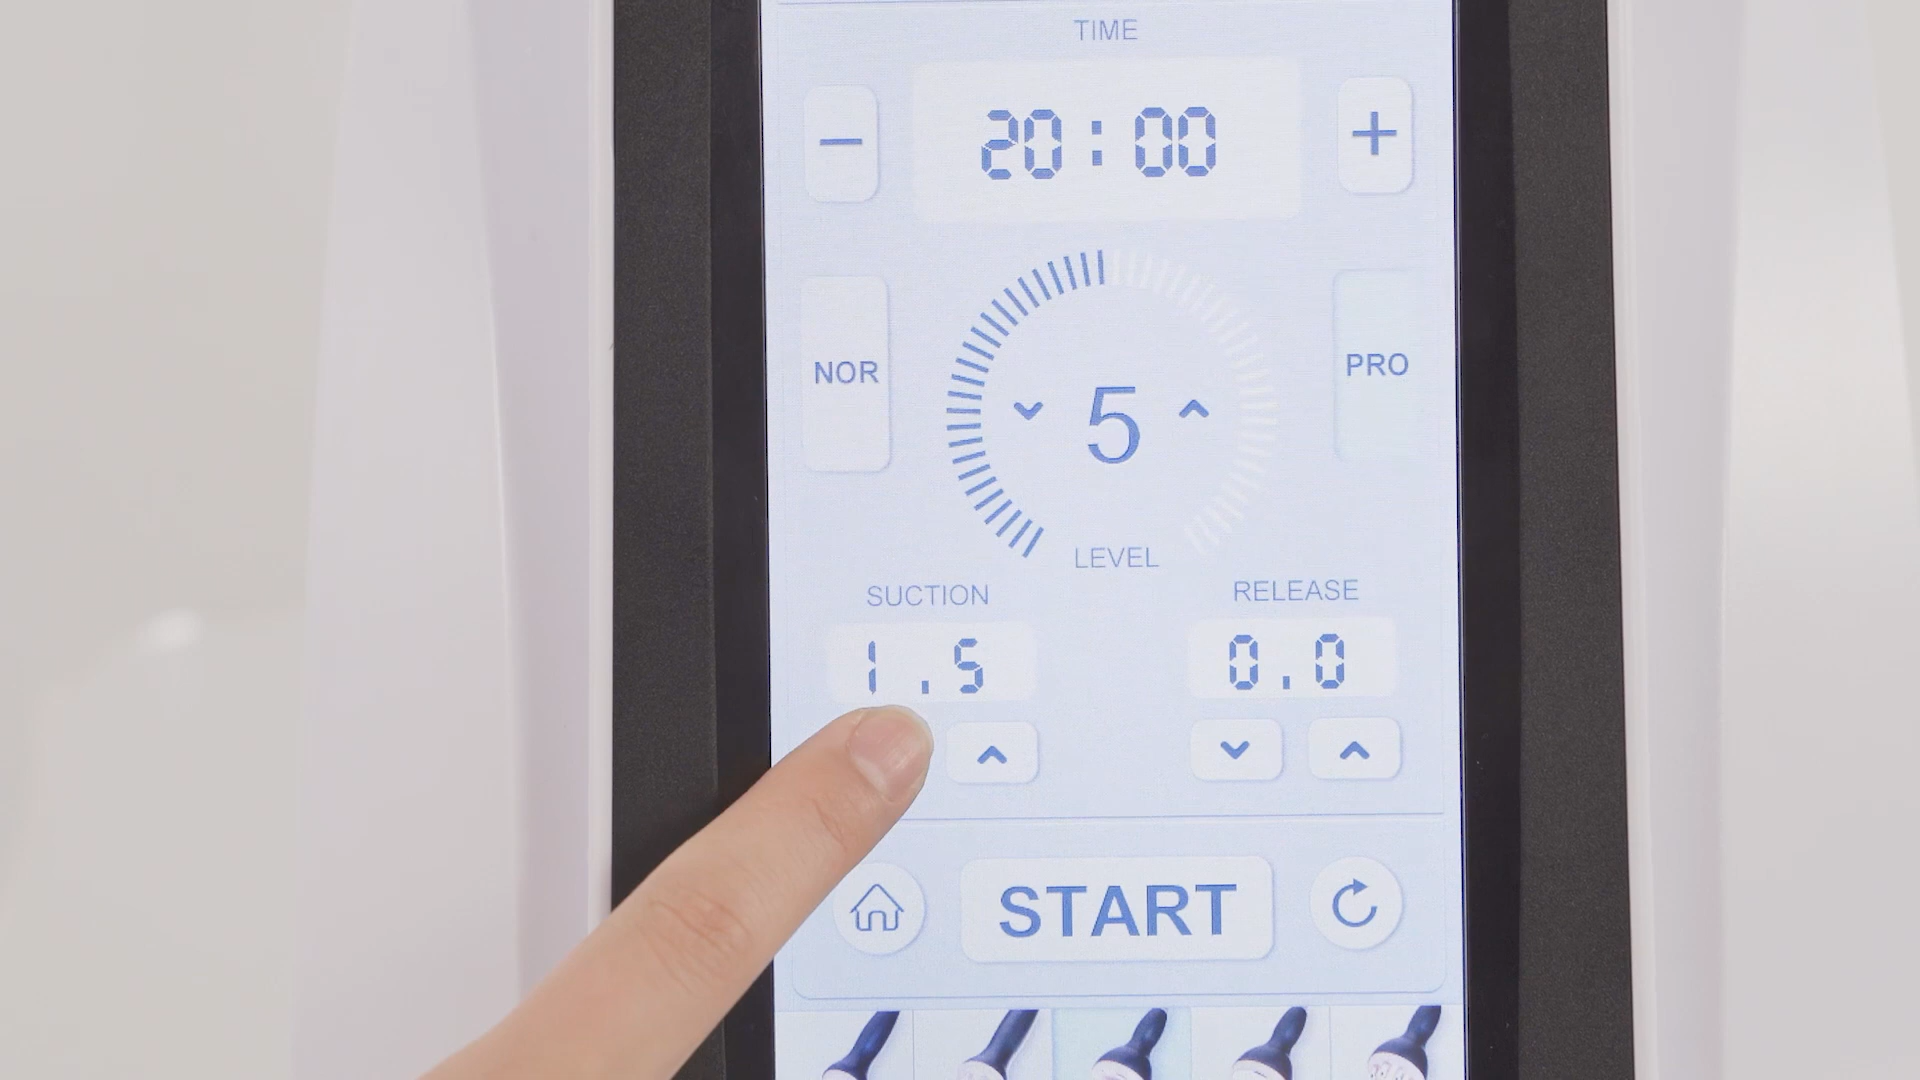 TIME
20:00
NOR
5
PRO
LEVEL
SUCTION
RELEASE
1.5
0.0
START